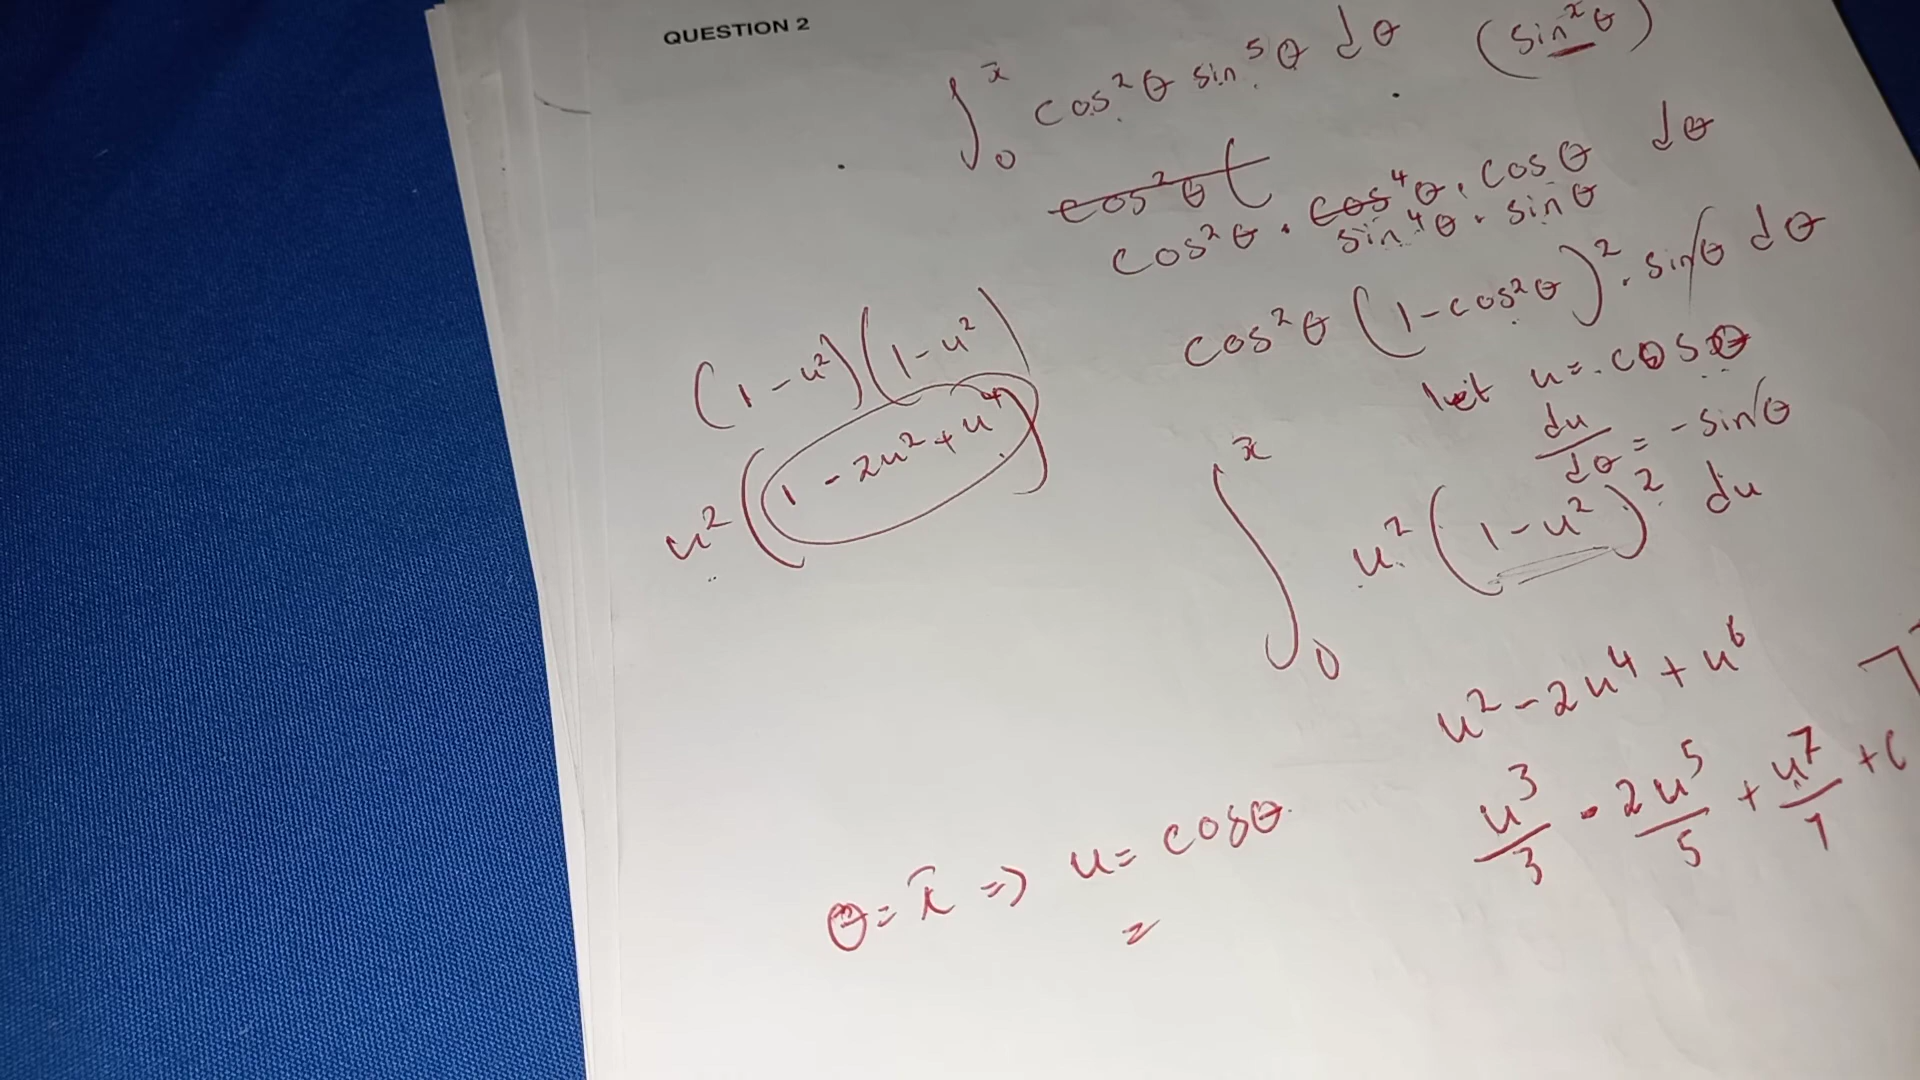 QUESTION 2
∫₀^π cos²θ sin⁵θ dθ (sin²θ)
cos²θ (
cos²θ · cos⁴θ · cosθ dθ
sin⁴θ · sinθ
cos²θ (1-cos²θ)² · sinθ dθ
(1-u²)(1-u²)
let u = cosθ
du/dθ = -sinθ
u² (1 - 2u² + u⁴)
∫₀^π u² (1-u²)² du
u² - 2u⁴ + u⁶
u³/3 - 2u⁵/5 + u⁷/7 + c
θ = π => u = cosθ
=